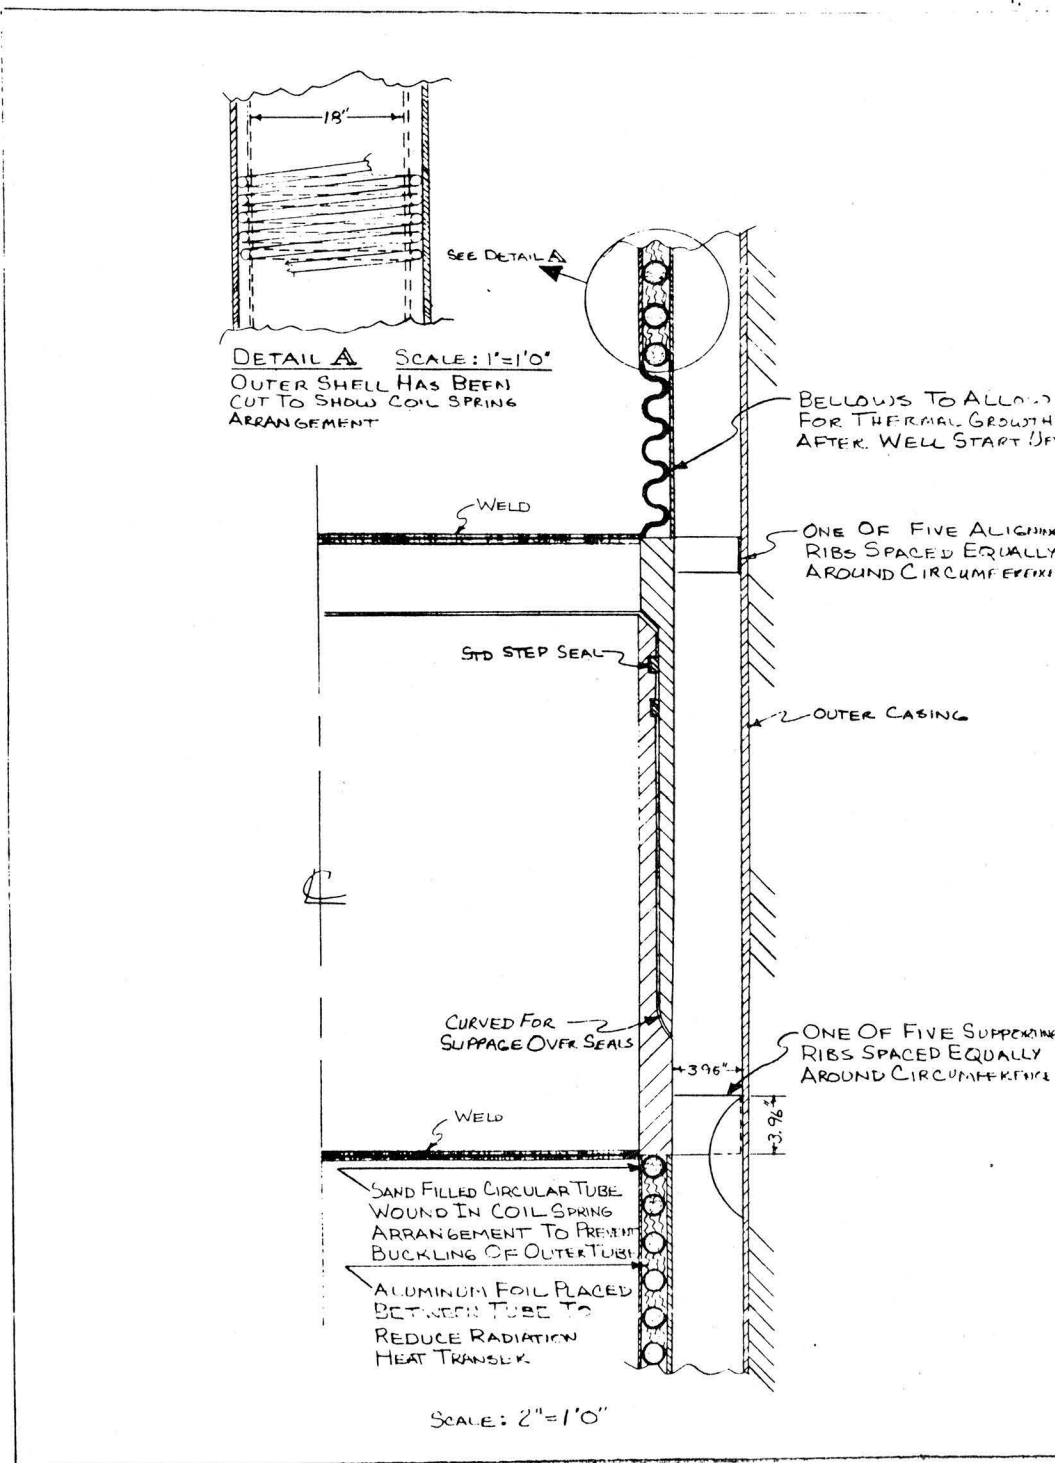 18"
SEE DETAIL A
DETAIL A SCALE: 1"=1'0"
OUTER SHELL HAS BEEN
CUT TO SHOW COIL SPRING
ARRANGEMENT
BELLOWS TO ALLOW
FOR THERMAL GROWTH
AFTER WELL START UP
WELD
ONE OF FIVE ALIGNING
RIBS SPACED EQUALLY
AROUND CIRCUMFERENCE
STD STEP SEAL
OUTER CASING
CL
CURVED FOR
SLIPPAGE OVER SEALS
ONE OF FIVE SUPPORTING
RIBS SPACED EQUALLY
AROUND CIRCUMFERENCE
3.96"
3.96"
WELD
SAND FILLED CIRCULAR TUBE
WOUND IN COIL SPRING
ARRANGEMENT TO PREVENT
BUCKLING OF OUTER TUBE
ALUMINUM FOIL PLACED
BETWEEN TUBE TO
REDUCE RADIATION
HEAT TRANSFER
SCALE: 2"=1'0"